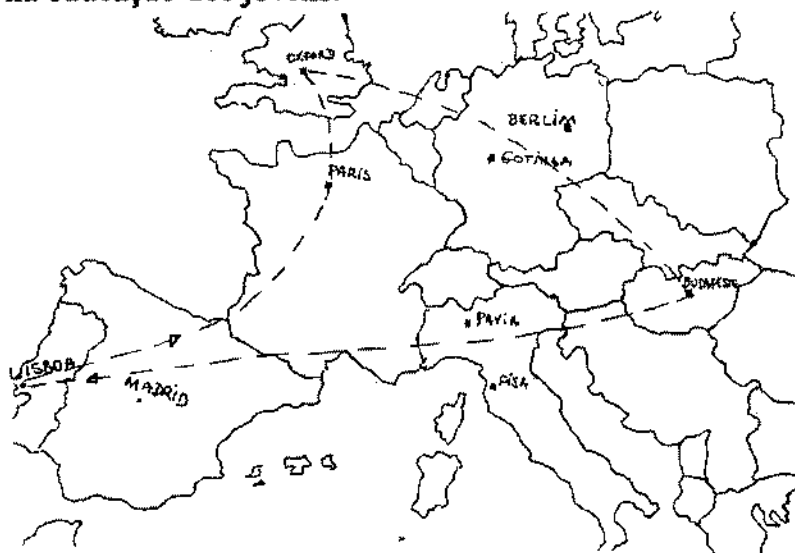 OXFORD
BERLIM
GOTINGA
PARIS
BUDAPESTE
PAVIA
LISBOA
MADRID
PISA